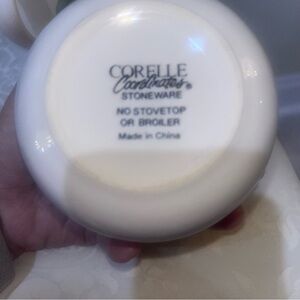 CORELLE
Coordinates®
STONEWARE
NO STOVETOP
OR BROILER
Made in China